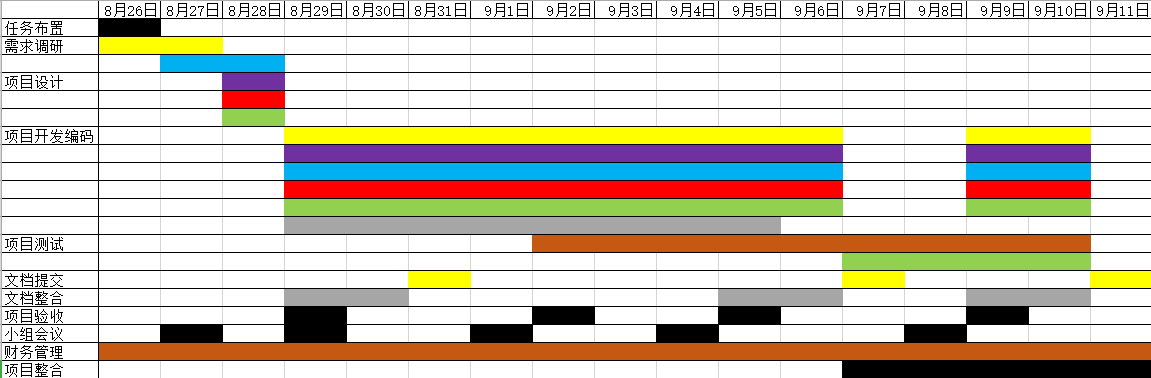 8月26日 8月27日 8月28日 8月29日 8月30日 8月31日 9月1日 9月2日 9月3日 9月4日 9月5日 9月6日 9月7日 9月8日 9月9日 9月10日 9月11日
任务布置
需求调研
项目设计
项目开发编码
项目测试
文档提交
文档整合
项目验收
小组会议
财务管理
项目整合